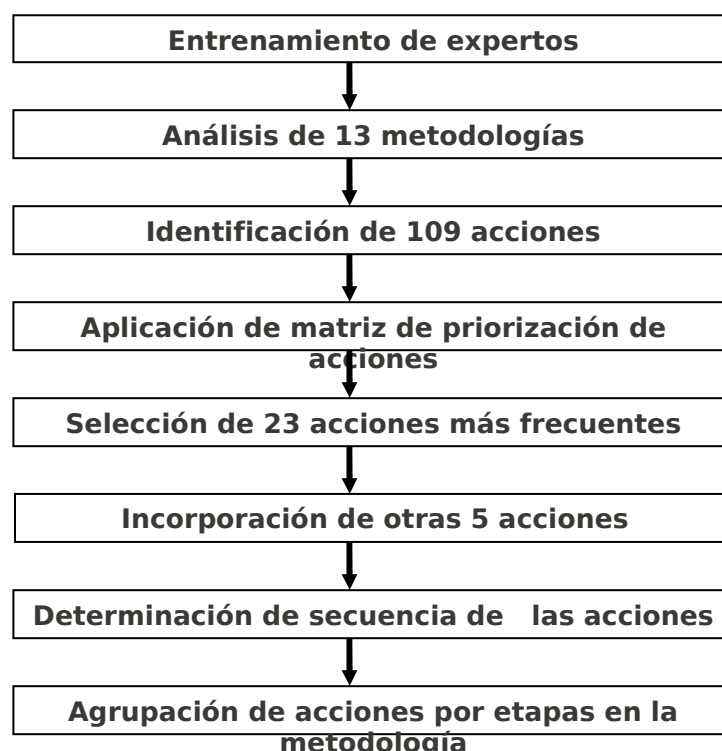 Entrenamiento de expertos
Análisis de 13 metodologías
Identificación de 109 acciones
Aplicación de matriz de priorización de
acciones
Selección de 23 acciones más frecuentes
Incorporación de otras 5 acciones
Determinación de secuencia de   las acciones
Agrupación de acciones por etapas en la
metodología